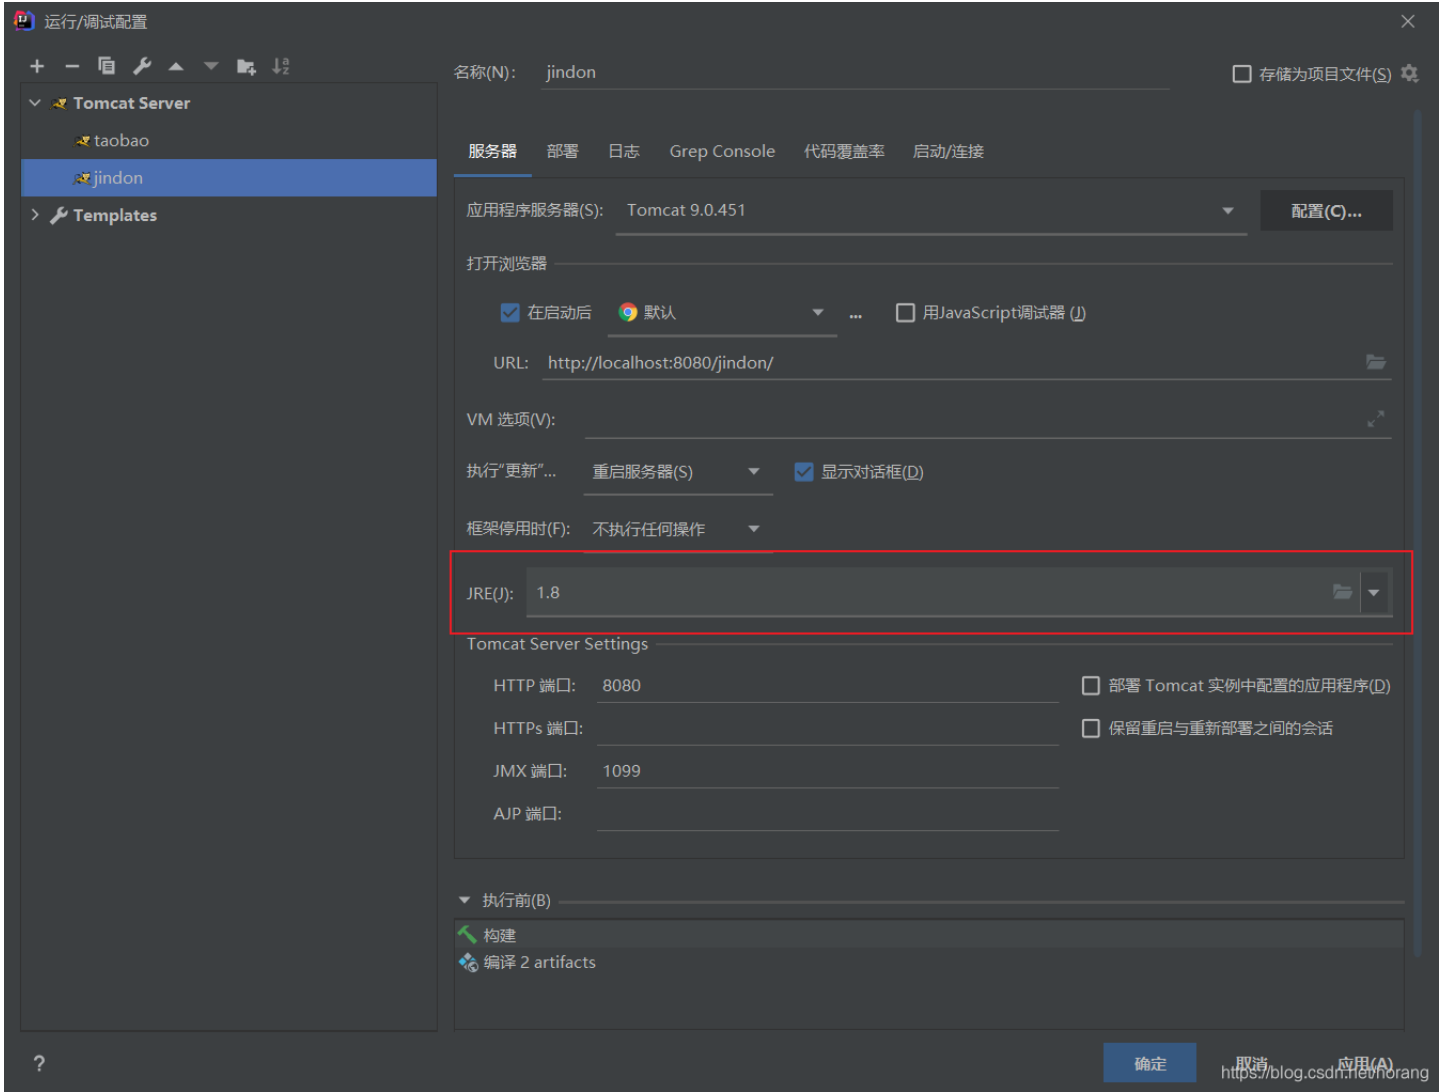 运行/调试配置
名称(N): jindon
存储为项目文件(S)
Tomcat Server
taobao
jindon
Templates
服务器 部署 日志 Grep Console 代码覆盖率 启动/连接
应用程序服务器(S): Tomcat 9.0.451 配置(C)...
打开浏览器
在启动后 默认 ... 用JavaScript调试器 (J)
URL: http://localhost:8080/jindon/
VM 选项(V):
执行"更新"... 重启服务器(S) 显示对话框(D)
框架停用时(F): 不执行任何操作
JRE(J): 1.8
Tomcat Server Settings
HTTP 端口: 8080 部署 Tomcat 实例中配置的应用程序(D)
HTTPs 端口: 保留重启与重新部署之间的会话
JMX 端口: 1099
AJP 端口:
执行前(B)
构建
编译 2 artifacts
? 确定 取消 应用(A)
https://blog.csdn.net/horang